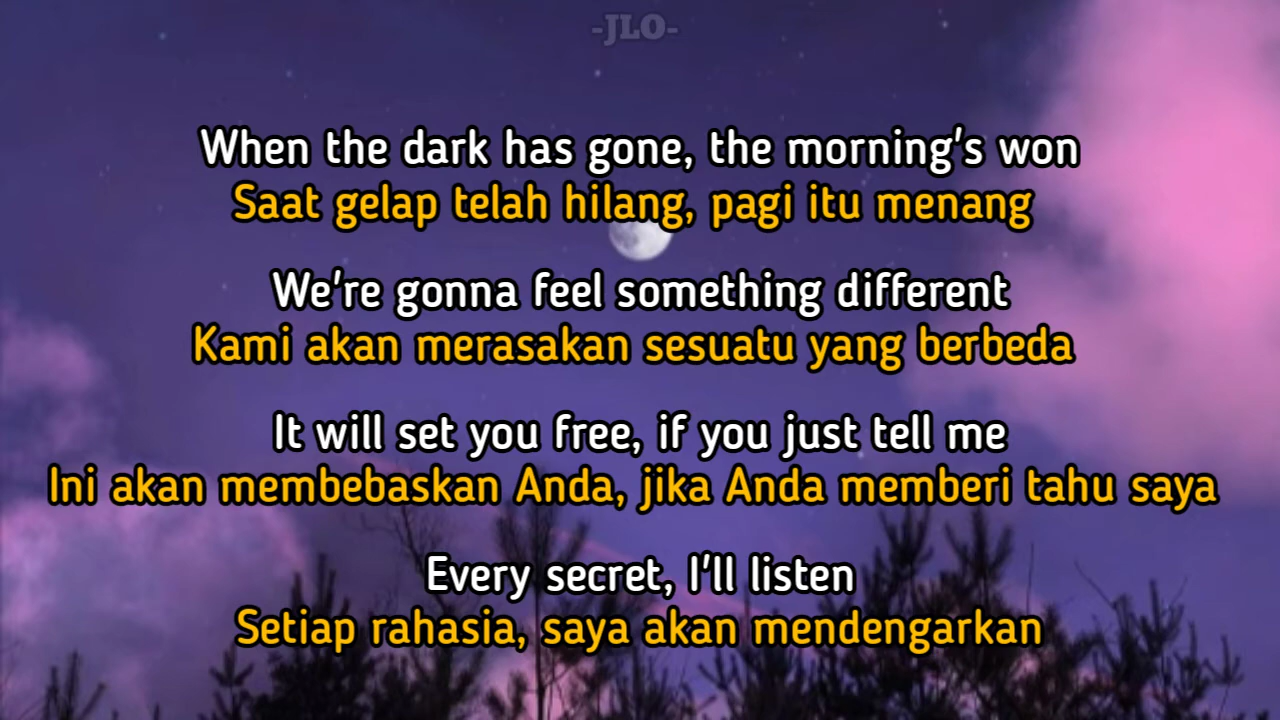 -JLO-
When the dark has gone, the morning's won
Saat gelap telah hilang, pagi itu menang
We're gonna feel something different
Kami akan merasakan sesuatu yang berbeda
It will set you free, if you just tell me
Ini akan membebaskan Anda, jika Anda memberi tahu saya
Every secret, I'll listen
Setiap rahasia, saya akan mendengarkan